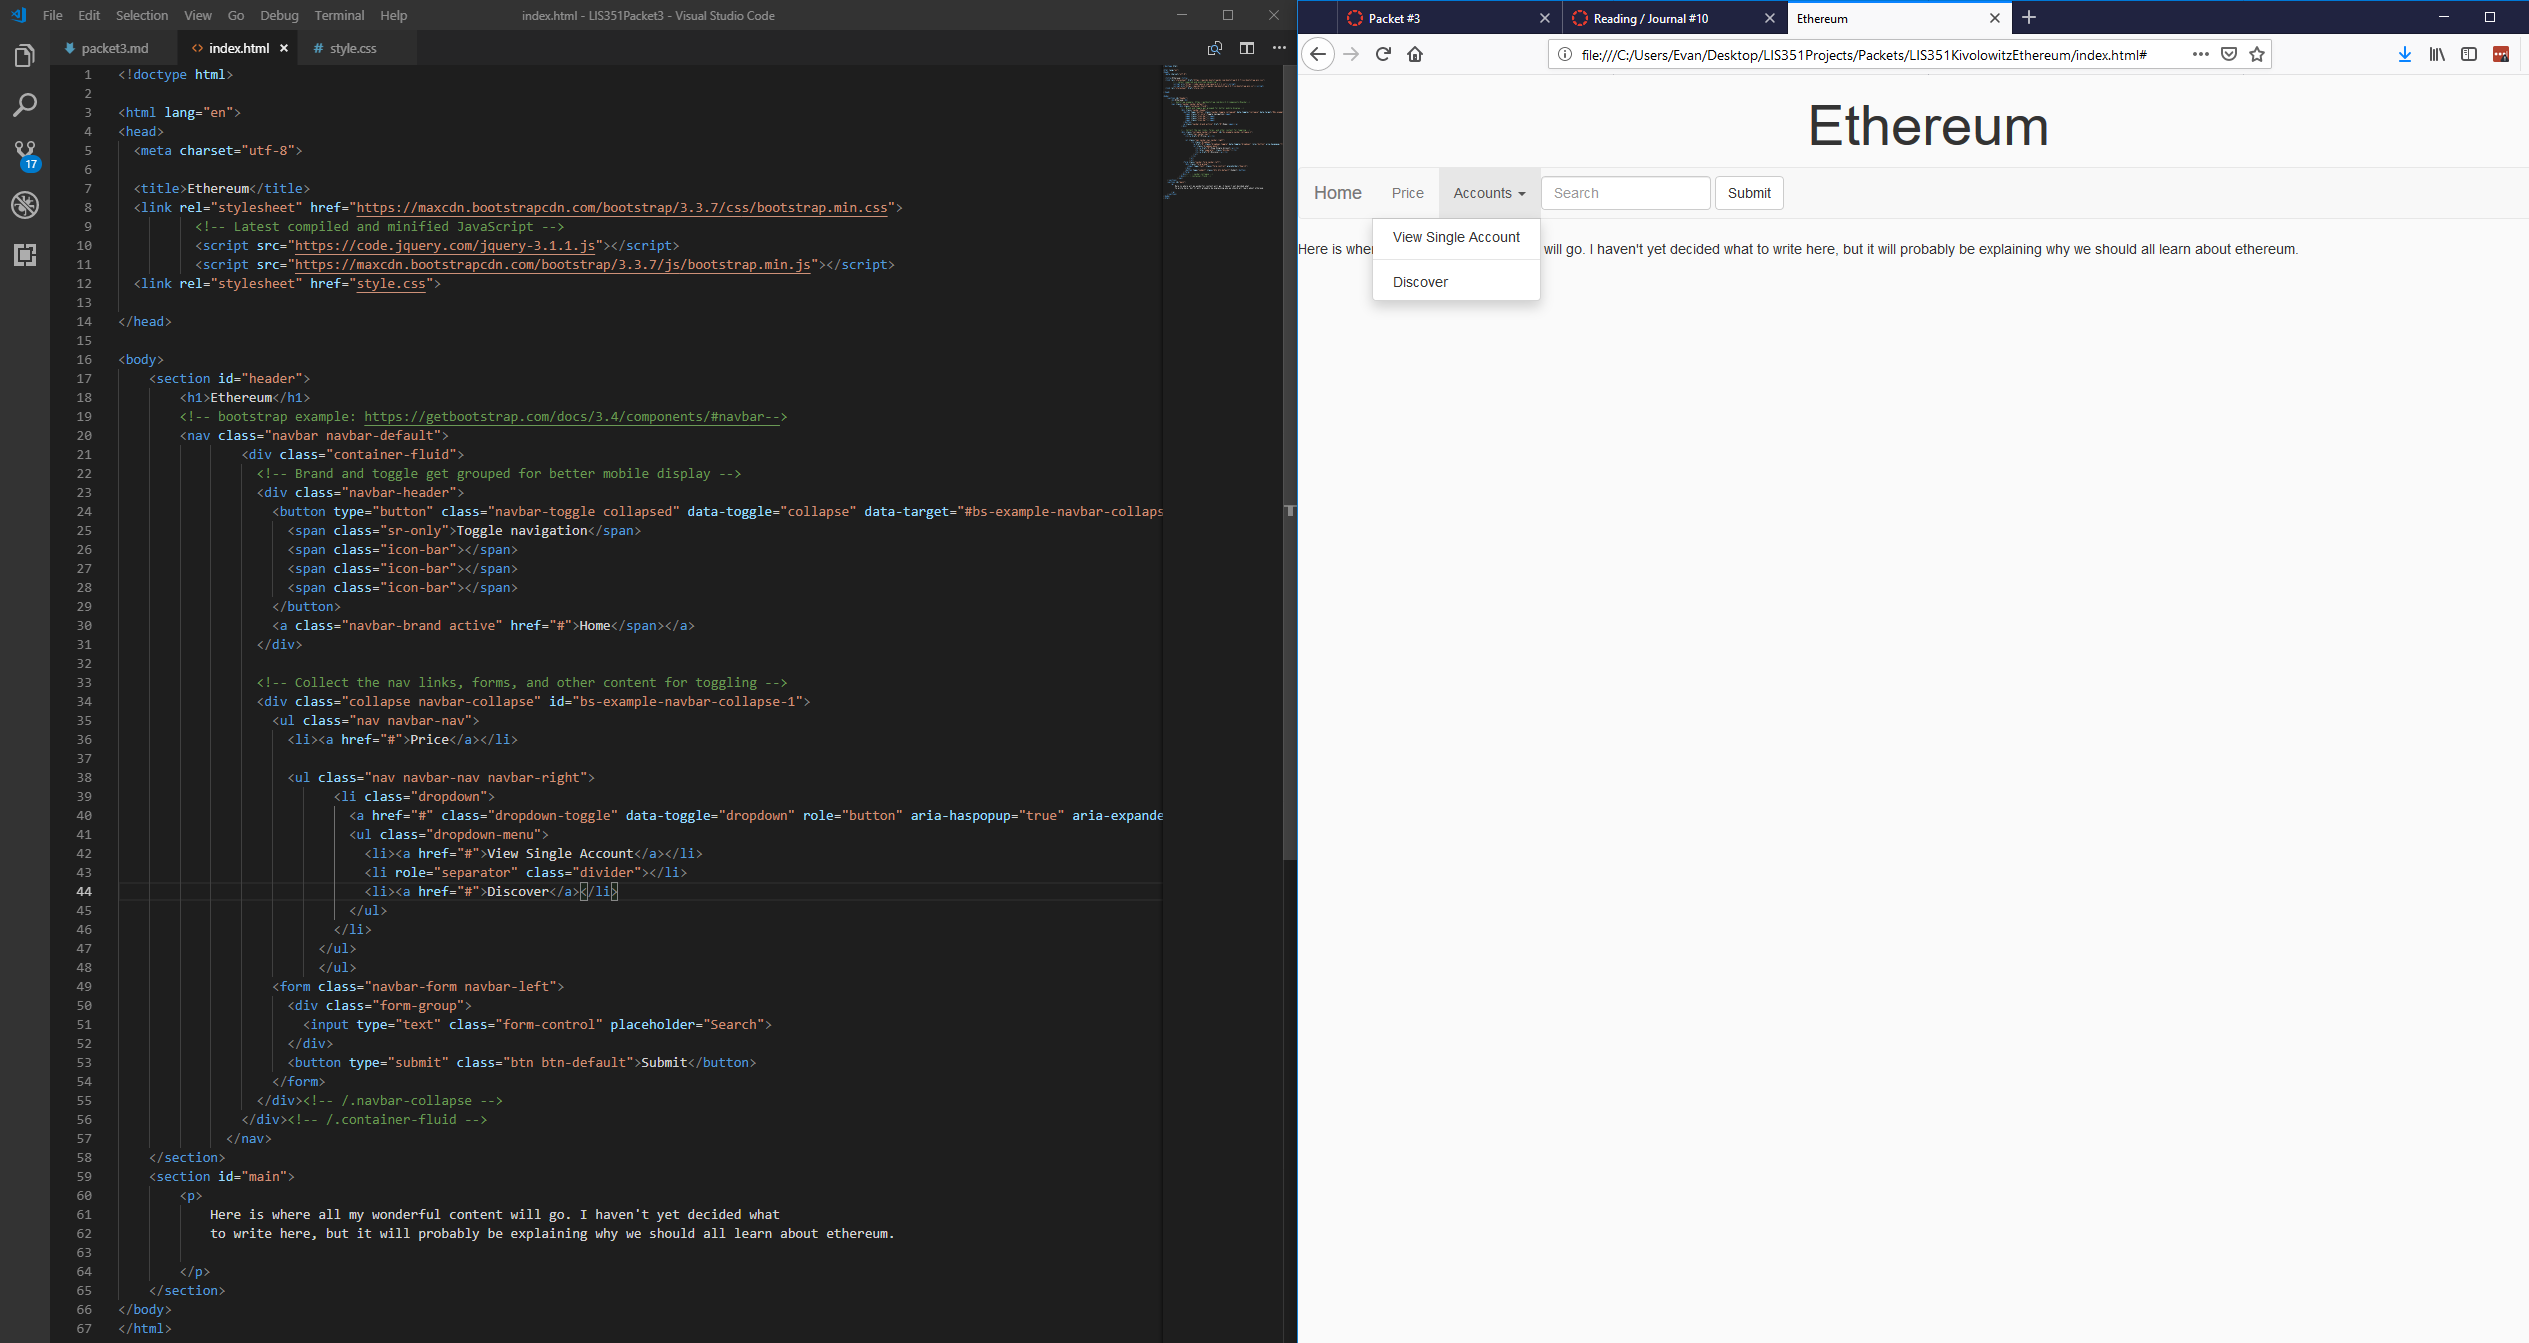 File Edit Selection View Go Debug Terminal Help index.html - LIS351Packet3 - Visual Studio Code
packet3.md index.html style.css
17
1 <!doctype html>
2
3 <html lang="en">
4 <head>
5 <meta charset="utf-8">
6
7 <title>Ethereum</title>
8 <link rel="stylesheet" href="https://maxcdn.bootstrapcdn.com/bootstrap/3.3.7/css/bootstrap.min.css">
9 <!-- Latest compiled and minified JavaScript -->
10 <script src="https://code.jquery.com/jquery-3.1.1.js"></script>
11 <script src="https://maxcdn.bootstrapcdn.com/bootstrap/3.3.7/js/bootstrap.min.js"></script>
12 <link rel="stylesheet" href="style.css">
13
14 </head>
15
16 <body>
17 <section id="header">
18 <h1>Ethereum</h1>
19 <!-- bootstrap example: https://getbootstrap.com/docs/3.4/components/#navbar-->
20 <nav class="navbar navbar-default">
21 <div class="container-fluid">
22 <!-- Brand and toggle get grouped for better mobile display -->
23 <div class="navbar-header">
24 <button type="button" class="navbar-toggle collapsed" data-toggle="collapse" data-target="#bs-example-navbar-collaps
25 <span class="sr-only">Toggle navigation</span>
26 <span class="icon-bar"></span>
27 <span class="icon-bar"></span>
28 <span class="icon-bar"></span>
29 </button>
30 <a class="navbar-brand active" href="#">Home</span></a>
31 </div>
32
33 <!-- Collect the nav links, forms, and other content for toggling -->
34 <div class="collapse navbar-collapse" id="bs-example-navbar-collapse-1">
35 <ul class="nav navbar-nav">
36 <li><a href="#">Price</a></li>
37
38 <ul class="nav navbar-nav navbar-right">
39 <li class="dropdown">
40 <a href="#" class="dropdown-toggle" data-toggle="dropdown" role="button" aria-haspopup="true" aria-expande
41 <ul class="dropdown-menu">
42 <li><a href="#">View Single Account</a></li>
43 <li role="separator" class="divider"></li>
44 <li><a href="#">Discover</a></li>
45 </ul>
46 </li>
47 </ul>
48 </ul>
49 <form class="navbar-form navbar-left">
50 <div class="form-group">
51 <input type="text" class="form-control" placeholder="Search">
52 </div>
53 <button type="submit" class="btn btn-default">Submit</button>
54 </form>
55 </div><!-- /.navbar-collapse -->
56 </div><!-- /.container-fluid -->
57 </nav>
58 </section>
59 <section id="main">
60 <p>
61 Here is where all my wonderful content will go. I haven't yet decided what
62 to write here, but it will probably be explaining why we should all learn about ethereum.
63
64 </p>
65 </section>
66 </body>
67 </html>
Packet #3 Reading / Journal #10 Ethereum
file:///C:/Users/Evan/Desktop/LIS351Projects/Packets/LIS351KivolowitzEthereum/index.html#
Ethereum
Home Price Accounts Search Submit
View Single Account
Here is wher will go. I haven't yet decided what to write here, but it will probably be explaining why we should all learn about ethereum.
Discover